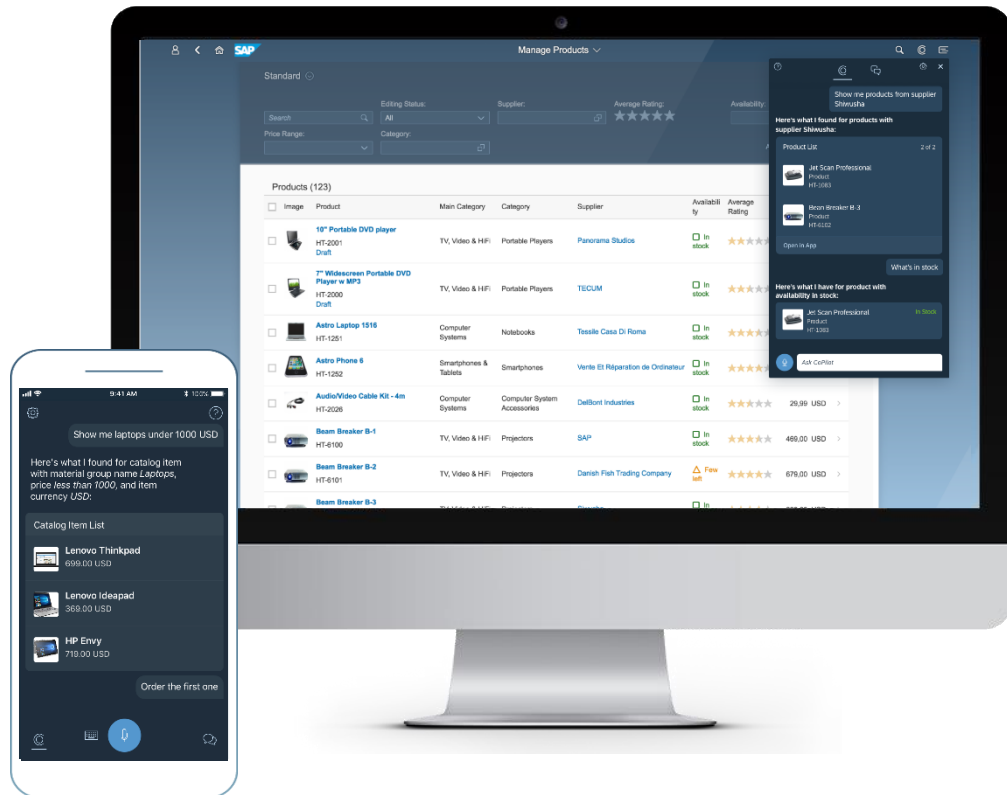 SAP
Manage Products
Standard
Editing Status:
Supplier:
Average Rating:
Availability:
Search
All
Price Range:
Category:
Products (123)
Image
Product
Main Category
Category
Supplier
Availabili
ty
Average
Rating
10" Portable DVD player
HT-2001
Draft
TV, Video & HiFi
Portable Players
Panorama Studios
In
stock
7" Widescreen Portable DVD
Player w MP3
HT-2000
Draft
TV, Video & HiFi
Portable Players
TECUM
In
stock
Astro Laptop 1516
HT-1251
Computer
Systems
Notebooks
Tessile Casa Di Roma
In
stock
Astro Phone 6
HT-1252
Smartphones &
Tablets
Smartphones
Vente Et Réparation de Ordinateur
In
stock
Audio/Video Cable Kit - 4m
HT-2026
Computer
Systems
Computer System
Accessories
DelBont Industries
In
stock
29,99 USD
Beam Breaker B-1
HT-6100
TV, Video & HiFi
Projectors
SAP
In
stock
469,00 USD
Beam Breaker B-2
HT-6101
TV, Video & HiFi
Projectors
Danish Fish Trading Company
Few
left
679,00 USD
Beam Breaker B-3
In
Show me products from supplier
Shiwusha
Here's what I found for products with
supplier Shiwusha:
Product List
2 of 2
Jet Scan Professional
Product
HT-1083
Bean Breaker B-3
Product
HT-6102
Open in App
What's in stock
Here's what I have for product with
availability in stock:
Jet Scan Professional
In Stock
Product
HT-1083
Ask CoPilot
9:41 AM
100%
Show me laptops under 1000 USD
Here's what I found for catalog item
with material group name Laptops,
price less than 1000, and item
currency USD:
Catalog Item List
Lenovo Thinkpad
699.00 USD
Lenovo Ideapad
369.00 USD
HP Envy
719.00 USD
Order the first one